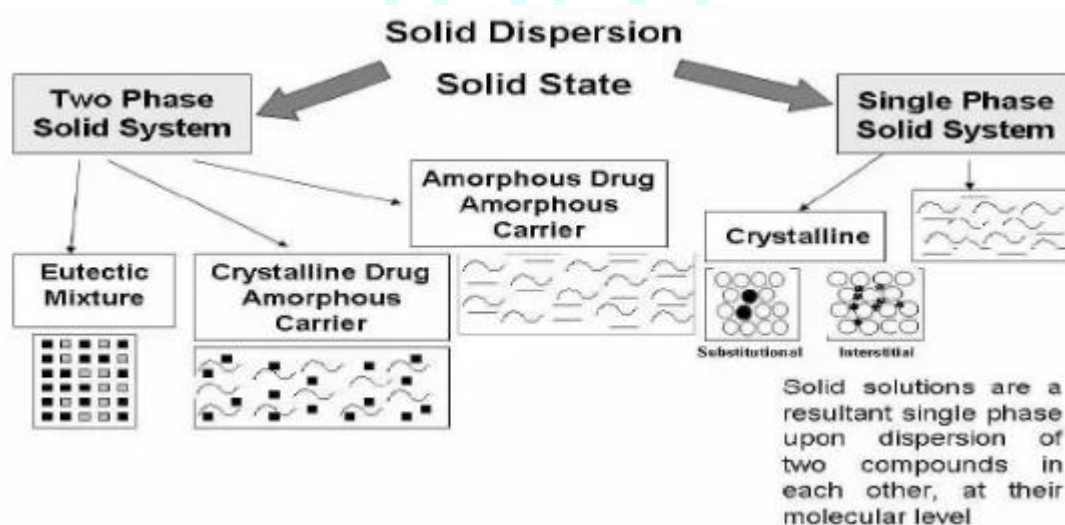 Solid Dispersion
Solid State
Two Phase
Solid System
Single Phase
Solid System
Amorphous Drug
Amorphous
Carrier
Eutectic
Mixture
Crystalline Drug
Amorphous
Carrier
Crystalline
Substitutional
Interstitial
Solid solutions are a
resultant single phase
upon dispersion of
two compounds in
each other, at their
molecular level